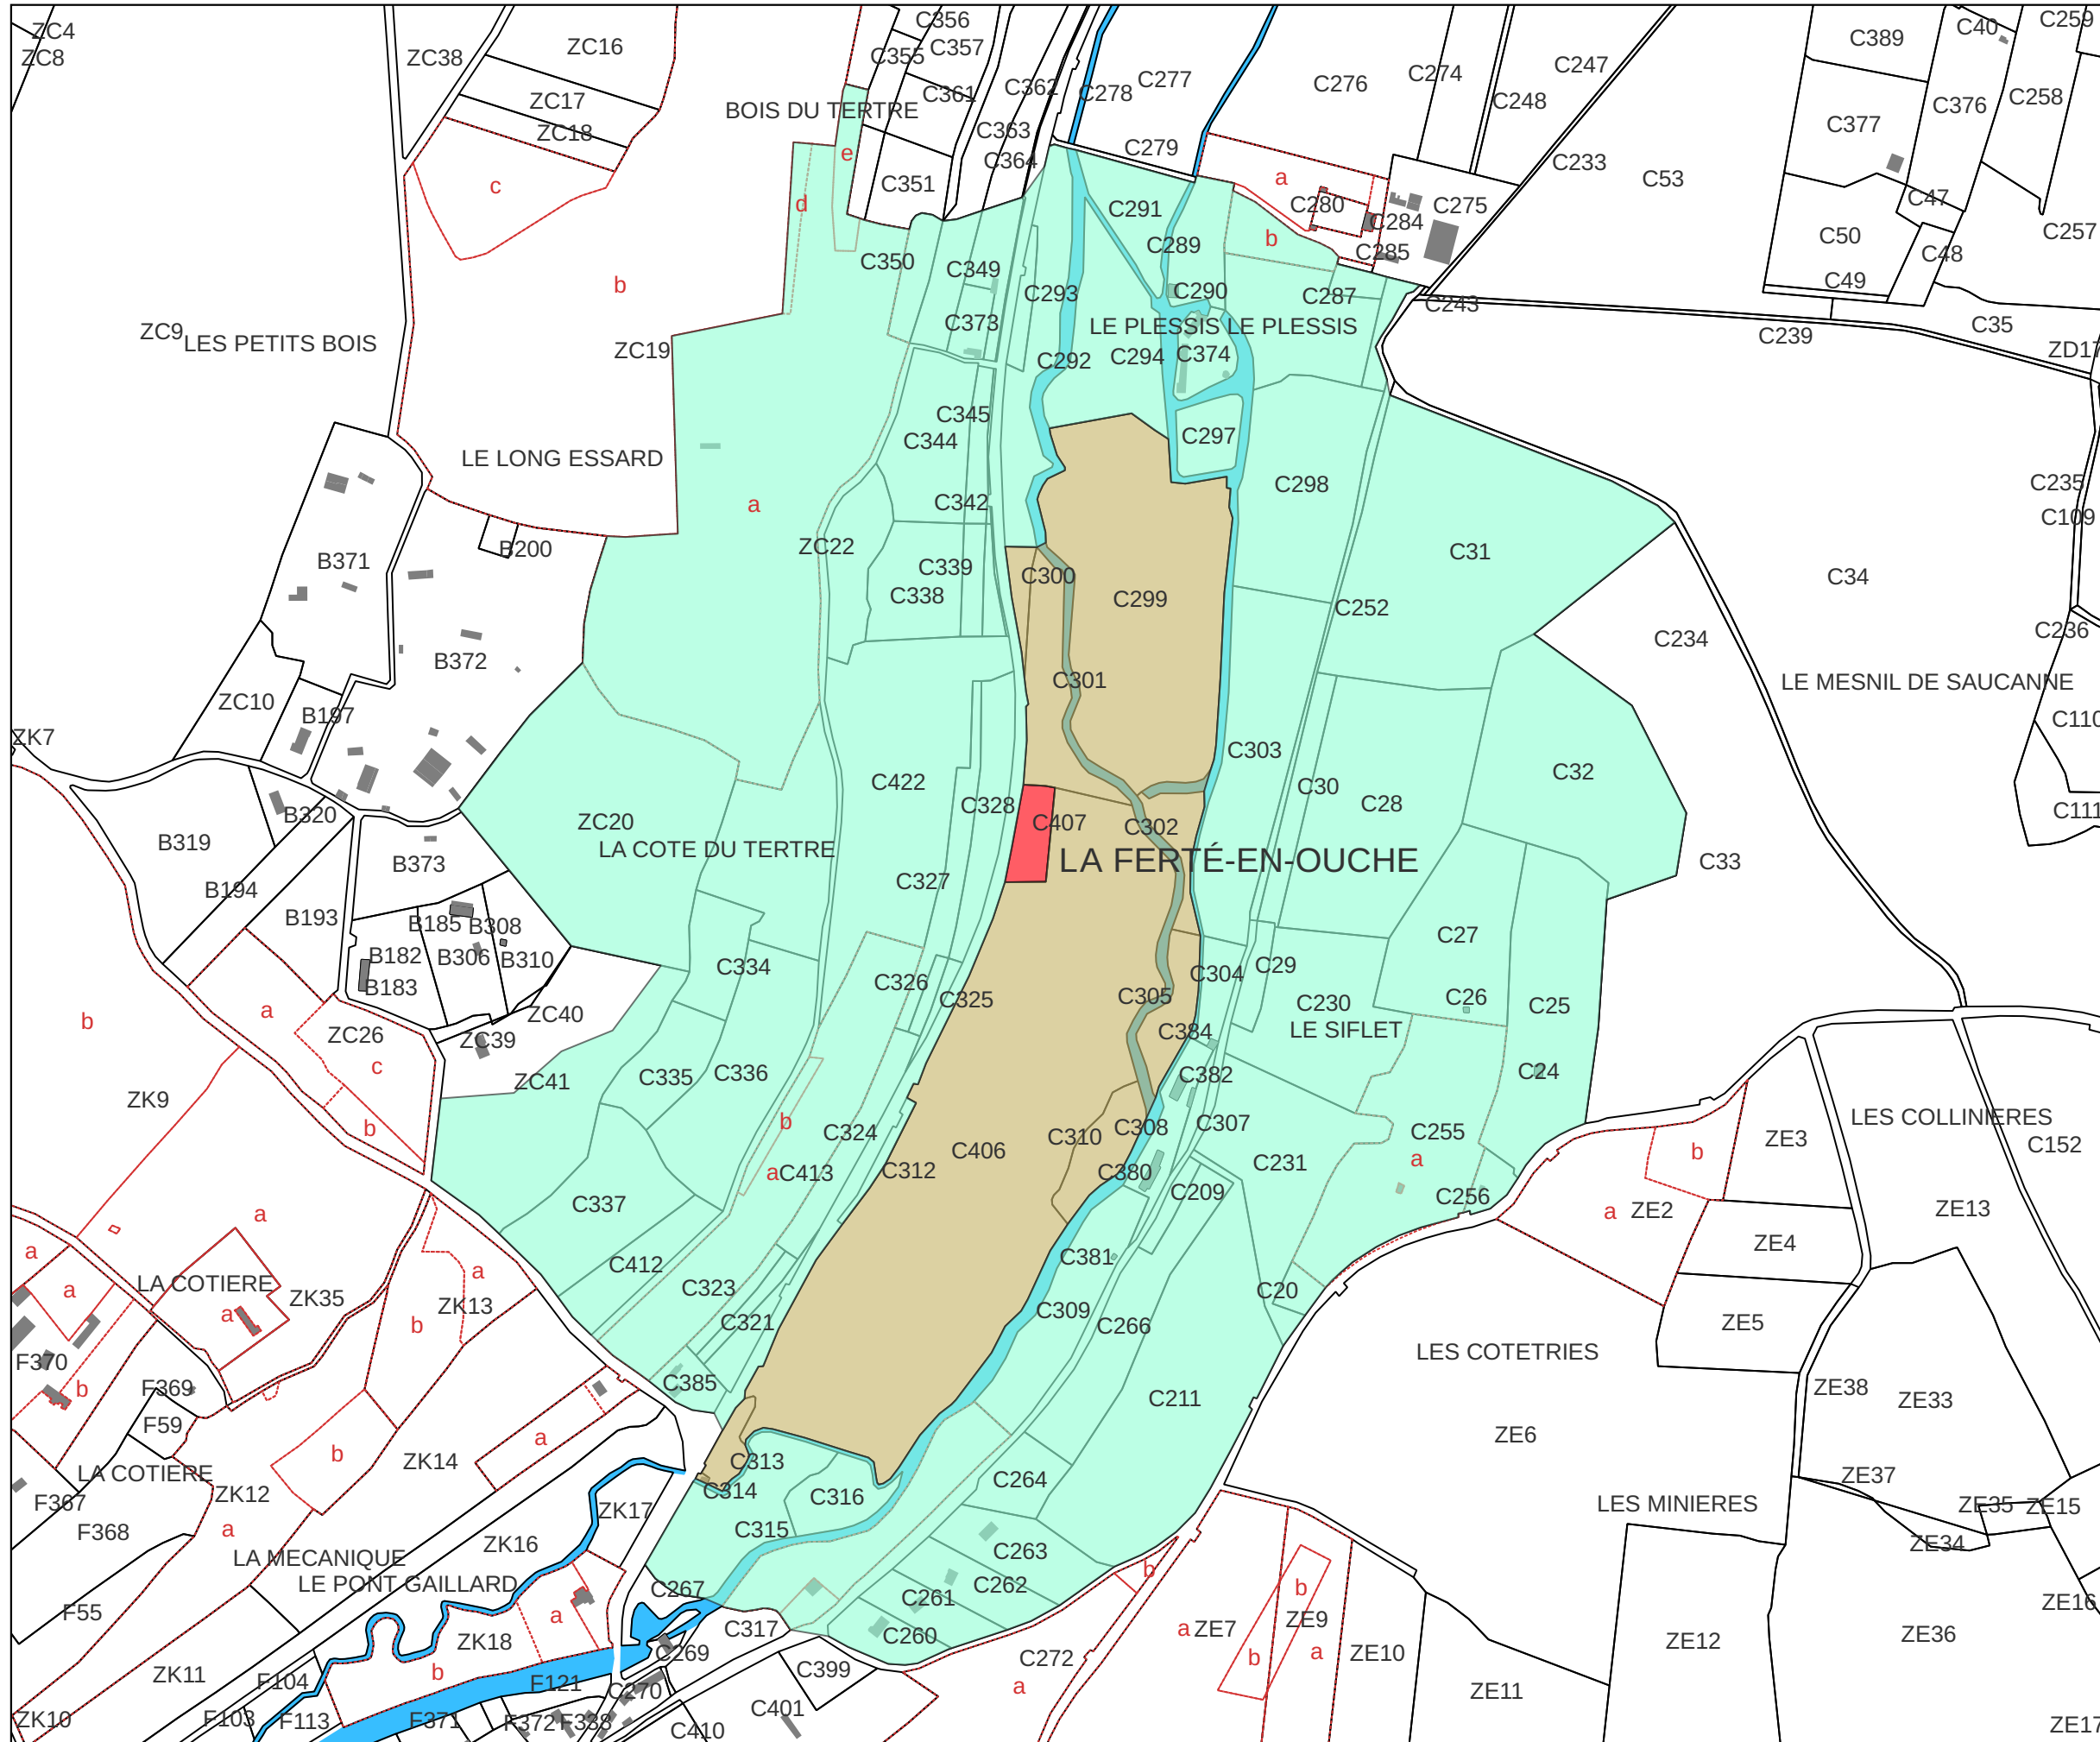 ZC4
ZC8
ZC38
ZC16
ZC17
ZC18
c
b
BOIS DU TERTRE
C356
C355
C357
C361
C362
C363
C364
C351
e
d
C278
C277
C279
C276
C274
C248
C247
C233
C53
C389
C40
C259
C377
C376
C258
C47
C50
C48
C49
C257
C35
ZD17
C239
C243
a
C280
b
C284
C275
C285
C291
C289
C290
C287
C350
C349
C293
C373
LE PLESSIS
LE PLESSIS
C292
C294
C374
ZC9
LES PETITS BOIS
ZC19
LE LONG ESSARD
a
C345
C344
C342
C297
C298
C31
C235
C109
C34
C236
C234
LE MESNIL DE SAUCANNE
C110
C111
B371
B200
B372
ZC22
C339
C338
C300
C299
C252
C301
ZC10
B197
ZK7
C303
C30
C28
C32
C422
C328
C407
C302
LA FERTÉ-EN-OUCHE
C33
ZC20
LA COTE DU TERTRE
B320
B319
B373
B194
B193
B185
B308
B182
B306
B310
B183
C327
C334
C326
C325
C305
C304
C29
C230
LE SIFLET
C27
C26
C25
C24
C384
C382
b
a
ZC26
c
b
ZC40
ZC39
ZC41
ZK9
C335
C336
b
C324
a
C413
C312
C406
C310
C308
C307
C380
C209
C231
C255
a
C256
b
ZE3
LES COLLINIERES
C152
a
ZE2
ZE13
ZE4
ZE5
C337
C412
C323
C321
C385
C381
C309
C266
C20
C211
LES COTETRIES
ZE6
ZE38
ZE33
ZE37
LES MINIERES
ZE35
ZE15
ZE34
ZE16
a
a
a
LA COTIERE
a
ZK35
a
ZK13
b
F370
b
F369
F59
LA COTIERE
F367
F368
ZK12
a
b
ZK14
a
LA MECANIQUE
LE PONT GAILLARD
ZK16
ZK17
F55
ZK18
a
b
ZK11
F104
F103
F113
ZK10
F121
F371
F372
F338
C313
C314
C316
C315
C267
C317
C269
C270
C410
C401
C399
C264
C263
C262
C261
C260
C272
a
b
a
ZE7
b
ZE9
b
a
ZE10
ZE11
ZE12
ZE36
ZE17